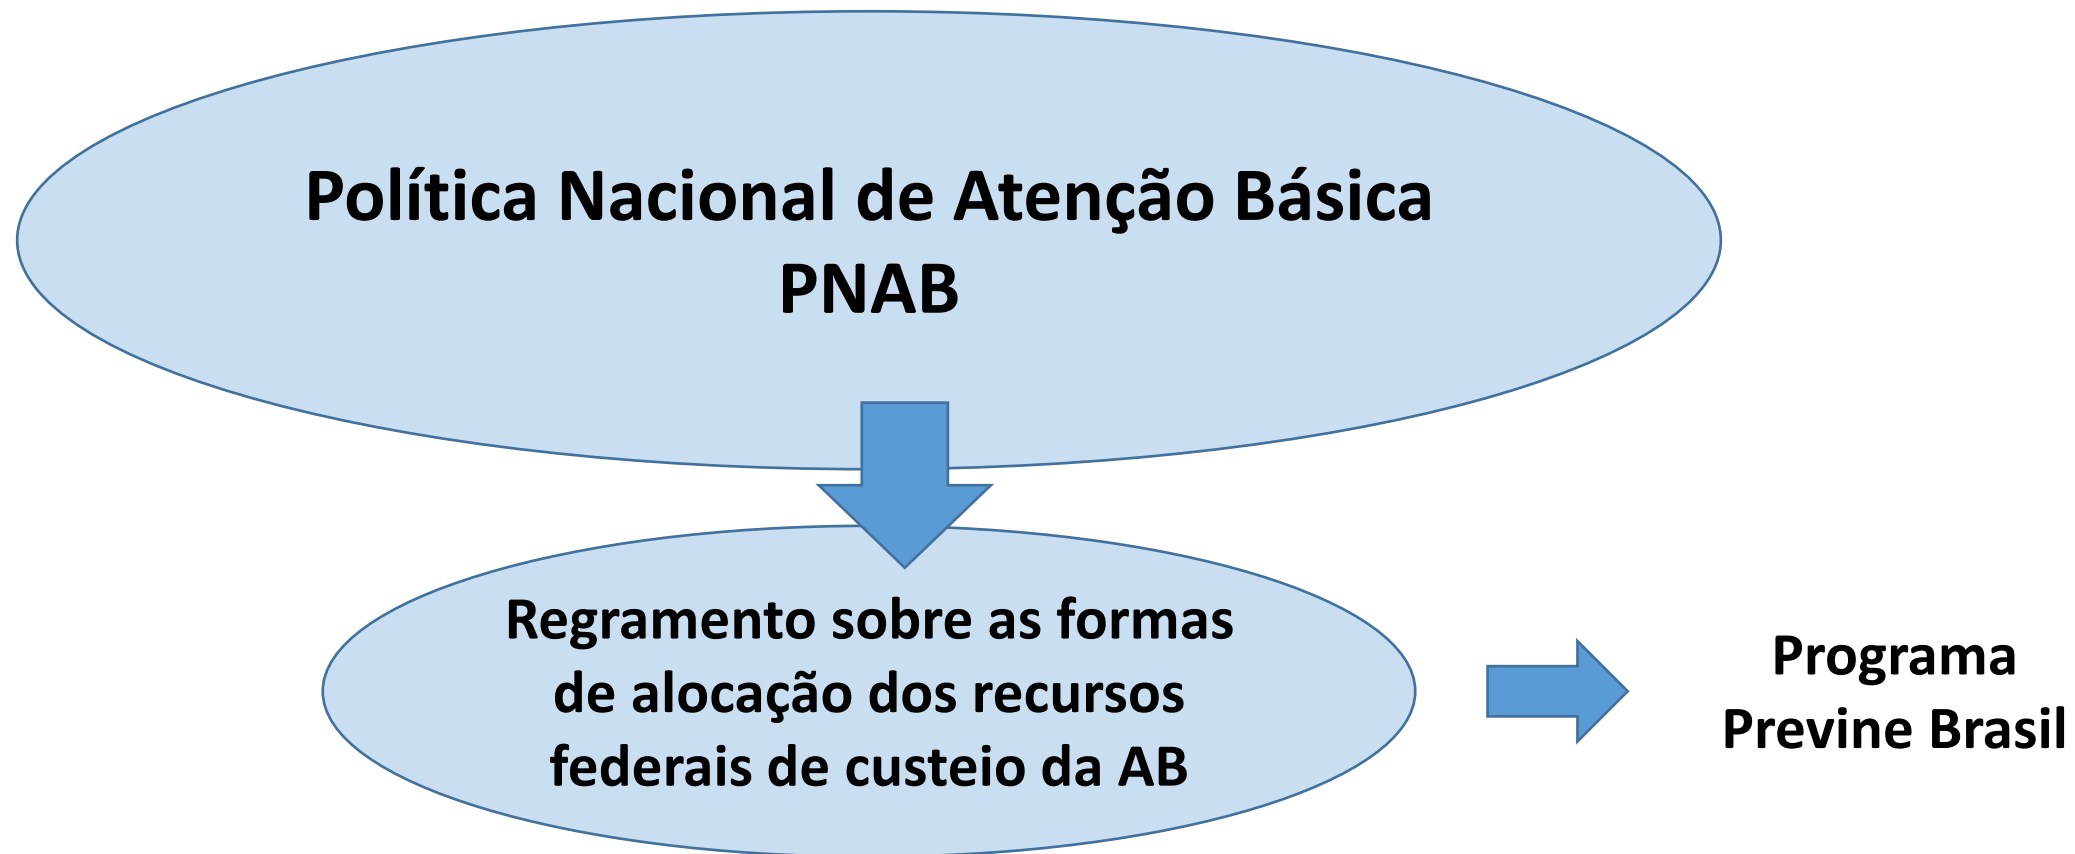 Política Nacional de Atenção Básica
PNAB
Regramento sobre as formas
de alocação dos recursos
federais de custeio da AB
Programa
Previne Brasil